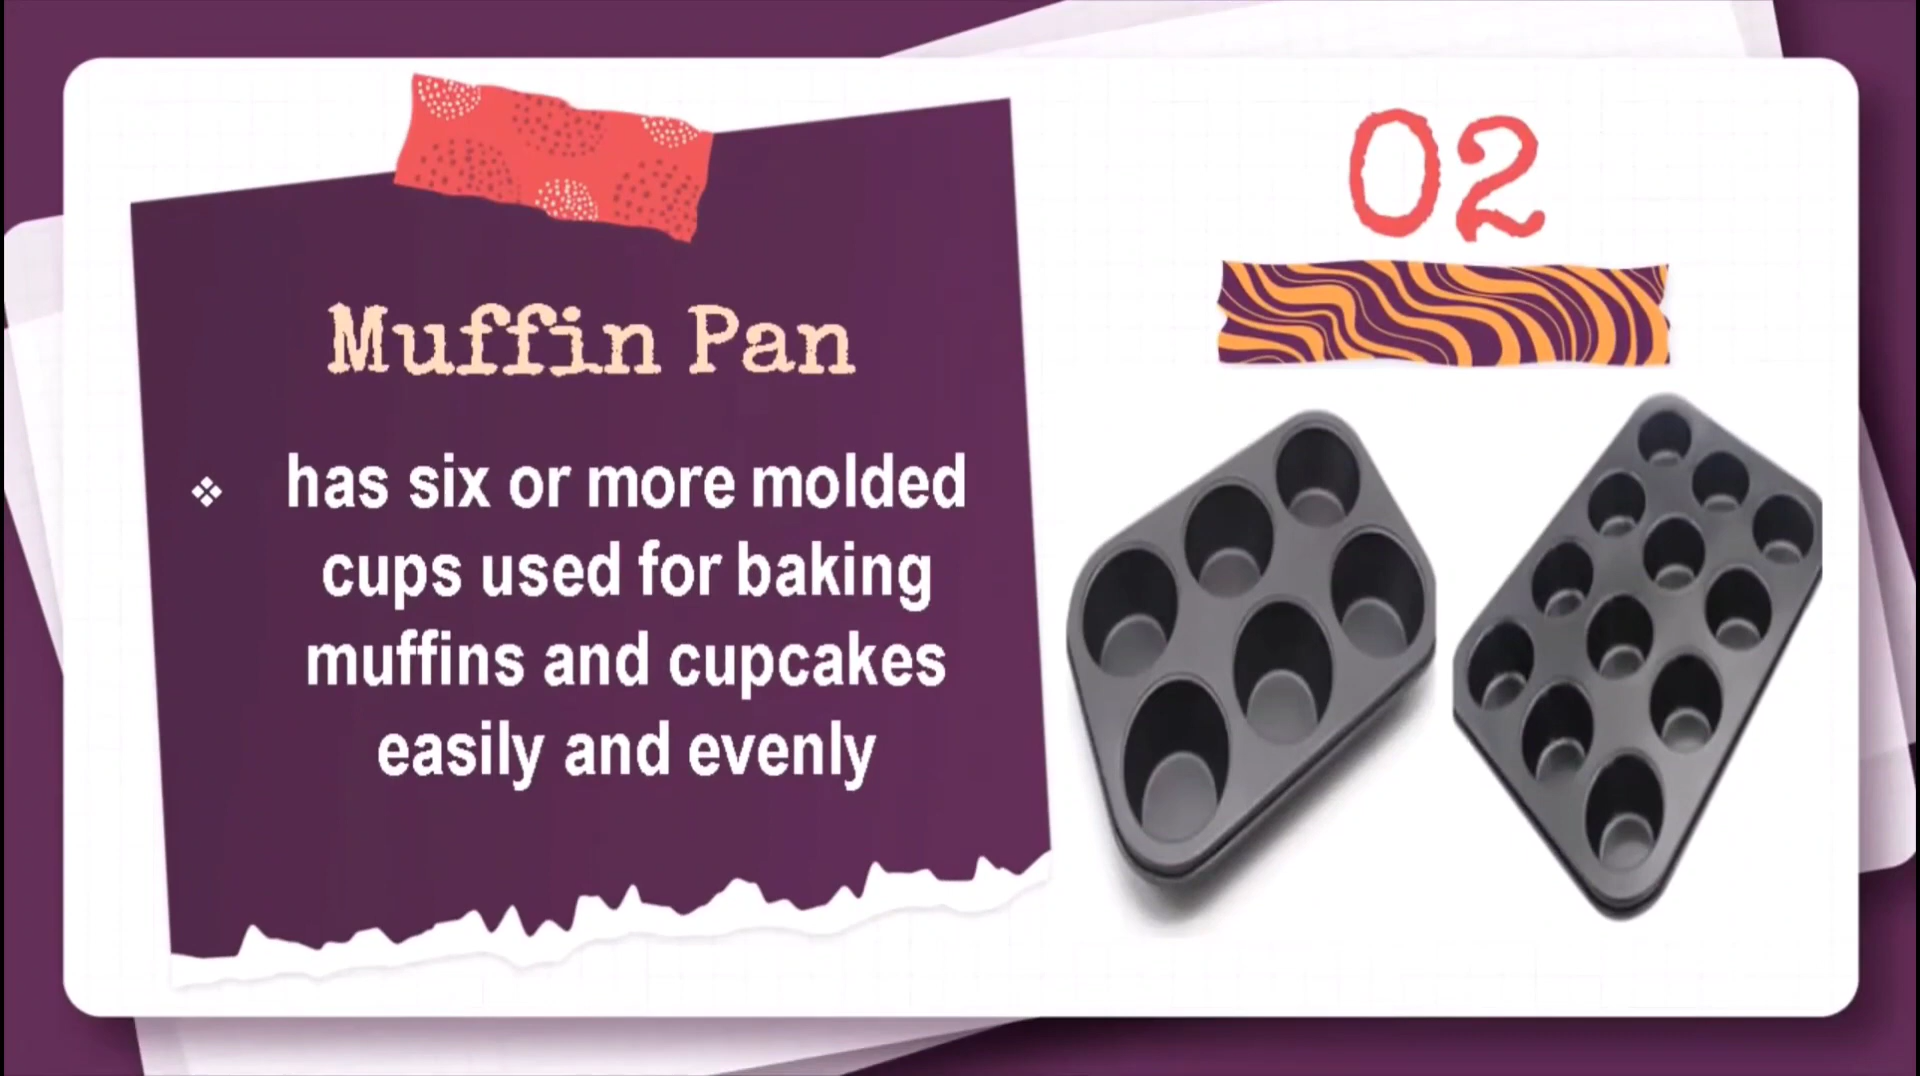 02
Muffin Pan
❖ has six or more molded
cups used for baking
muffins and cupcakes
easily and evenly